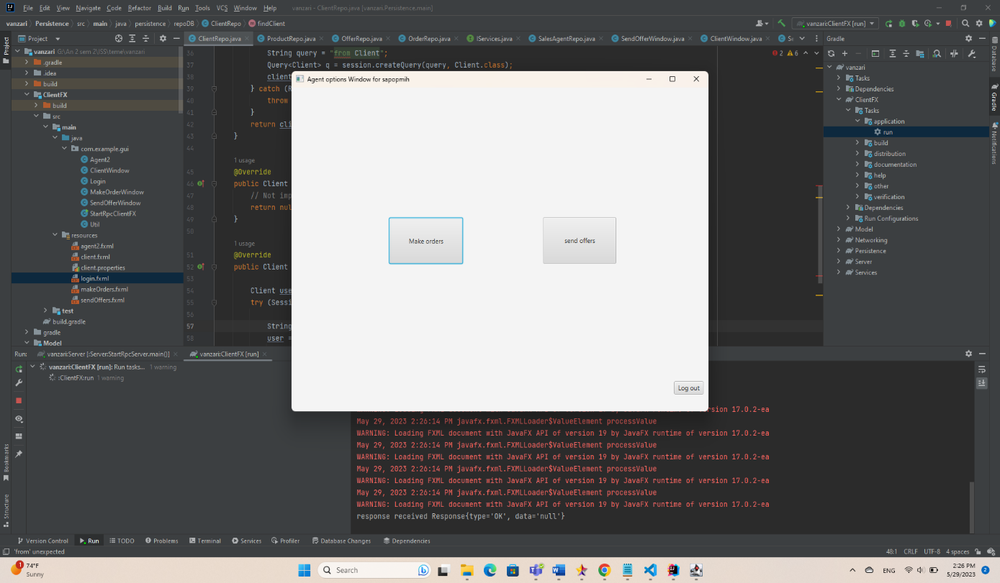 File Edit View Navigate Code Refactor Build Run Tools VCS Window Help vanzari - ClientRepo.java [vanzari.Persistence.main]
vanzari Persistence src main java persistence repoDB ClientRepo findClient vanzari:ClientFX [run]
Project
ClientRepo.java ProductRepo.java OfferRepo.java OrderRepo.java IServices.java SalesAgentRepo.java SendOfferWindow.java ClientWindow.java Se
Gradle
Project
vanzari G:\An 2 sem 2\ISS\teme\vanzari
.gradle
.idea
build
ClientFX
build
src
main
java
com.example.gui
Agent2
ClientWindow
Login
MakeOrderWindow
SendOfferWindow
StartRpcClientFX
Util
resources
agent2.fxml
client.fxml
client.properties
login.fxml
makeOrders.fxml
sendOffers.fxml
test
build.gradle
gradle
Model
36 String query = "from Client";
2 6
37 Query<Client> q = session.createQuery(query, Client.class);
38 client
39 } catch (R
40 throw
41 }
42 return cli
43 }
44
1 usage
45 @Override
46 public Client
47 // Not imp
48 return nul
49 }
50
1 usage
51 @Override
52 public Client
53
54 Client use
55 try (Sessi
56
57 String
58 user =
Agent options Window for sapopmih
Make orders
send offers
Log out
vanzari
Tasks
Dependencies
ClientFX
Tasks
application
run
build
distribution
documentation
help
other
verification
Dependencies
Run Configurations
Model
Networking
Persistence
Server
Services
Database
Gradle
Notifications
Run: vanzari:Server [:Server:StartRpcServer.main()] vanzari:ClientFX [run]
vanzari:ClientFX [run]: Run tasks... 1 warning
:ClientFX:run 1 warning
rsion 17.0.2-ea
May 29, 2023 2:26:14 PM javafx.fxml.FXMLLoader$ValueElement processValue
WARNING: Loading FXML document with JavaFX API of version 19 by JavaFX runtime of version 17.0.2-ea
May 29, 2023 2:26:14 PM javafx.fxml.FXMLLoader$ValueElement processValue
WARNING: Loading FXML document with JavaFX API of version 19 by JavaFX runtime of version 17.0.2-ea
May 29, 2023 2:26:14 PM javafx.fxml.FXMLLoader$ValueElement processValue
WARNING: Loading FXML document with JavaFX API of version 19 by JavaFX runtime of version 17.0.2-ea
May 29, 2023 2:26:14 PM javafx.fxml.FXMLLoader$ValueElement processValue
WARNING: Loading FXML document with JavaFX API of version 19 by JavaFX runtime of version 17.0.2-ea
response received Response{type='OK', data='null'}
Bookmarks
Structure
Version Control Run TODO Problems Terminal Services Profiler Database Changes Dependencies
'from' unexpected
48:1 CRLF UTF-8 4 spaces
1
74°F
Sunny
Search
ENG
2:26 PM
5/29/2023
2